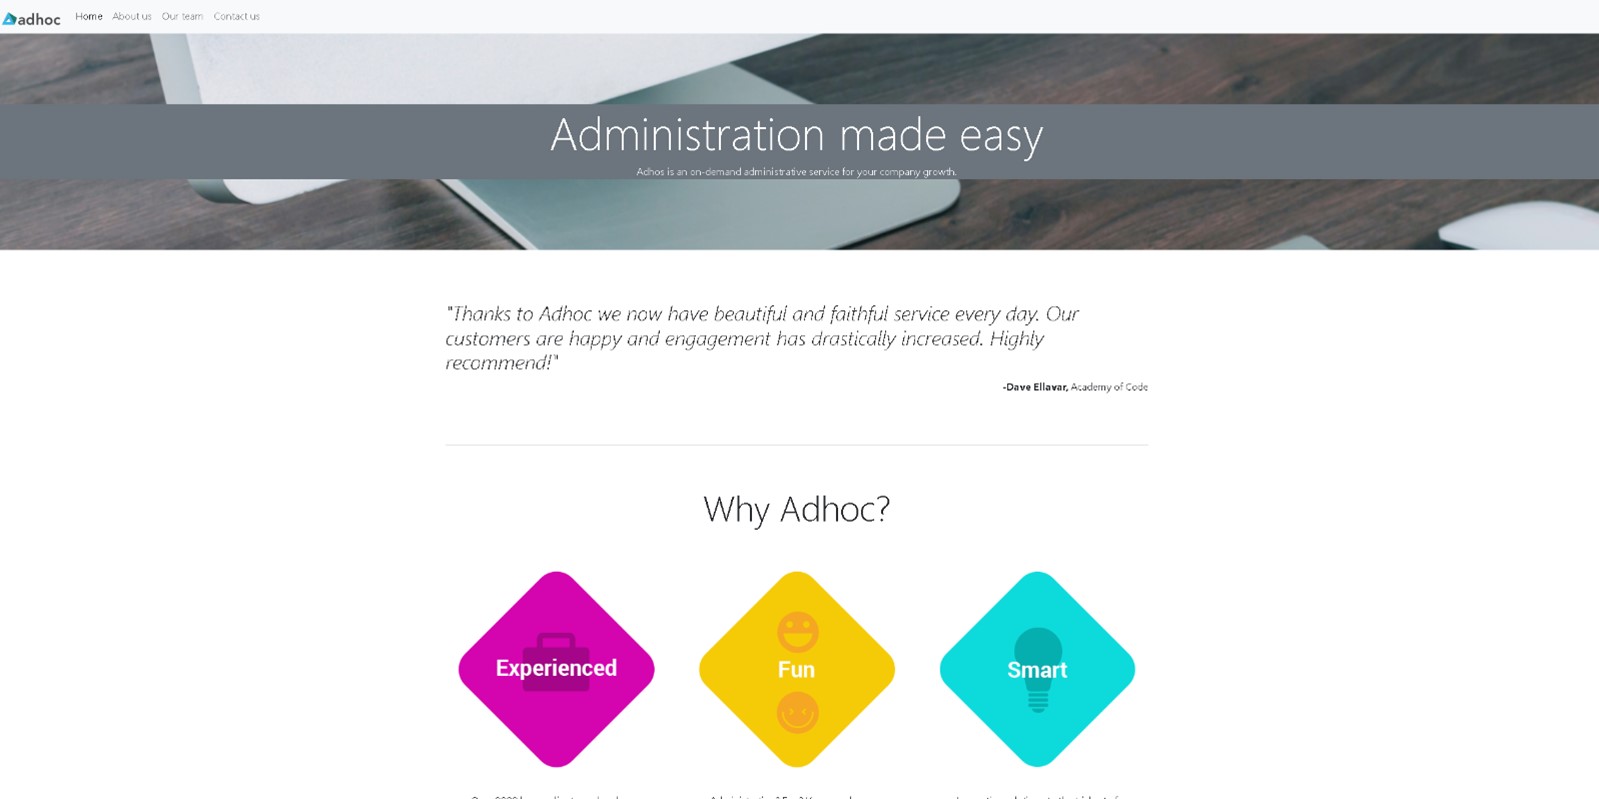 adhoc Home About us Our team Contact us
Administration made easy
Adhos is an on-demand administrative service for your company growth.
"Thanks to Adhoc we now have beautiful and faithful service every day. Our
customers are happy and engagement has drastically increased. Highly
recommend!"
-Dave Ellavar, Academy of Code
Why Adhoc?
Experienced Fun Smart